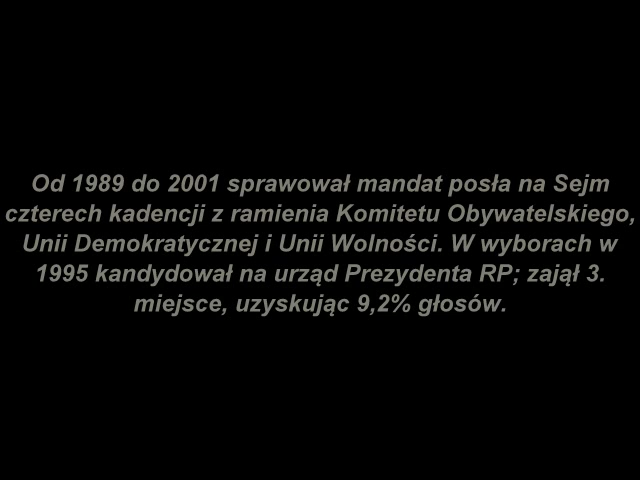 Od 1989 do 2001 sprawował mandat posła na Sejm
czterech kadencji z ramienia Komitetu Obywatelskiego,
Unii Demokratycznej i Unii Wolności. W wyborach w
1995 kandydował na urząd Prezydenta RP; zajął 3.
miejsce, uzyskując 9,2% głosów.